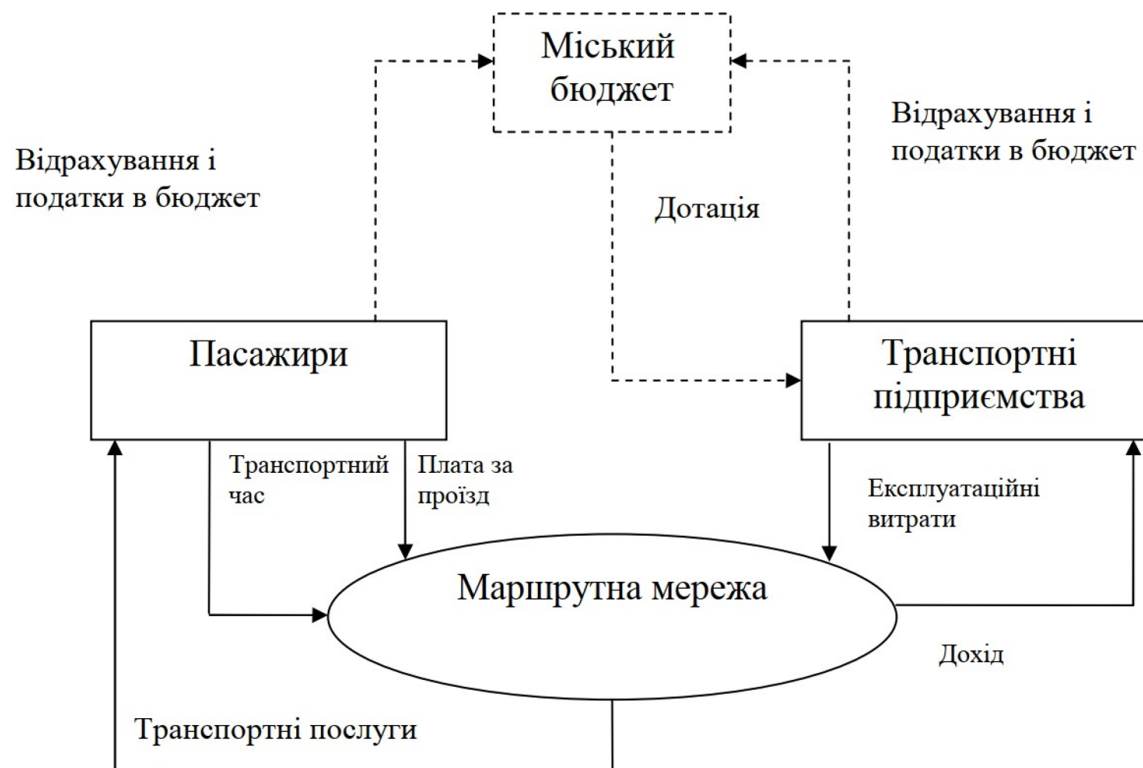 Міський
бюджет
Відрахування і
податки в бюджет
Відрахування і
податки в бюджет
Дотація
Пасажири
Транспортні
підприємства
Транспортний
час
Плата за
проїзд
Експлуатаційні
витрати
Маршрутна мережа
Дохід
Транспортні послуги